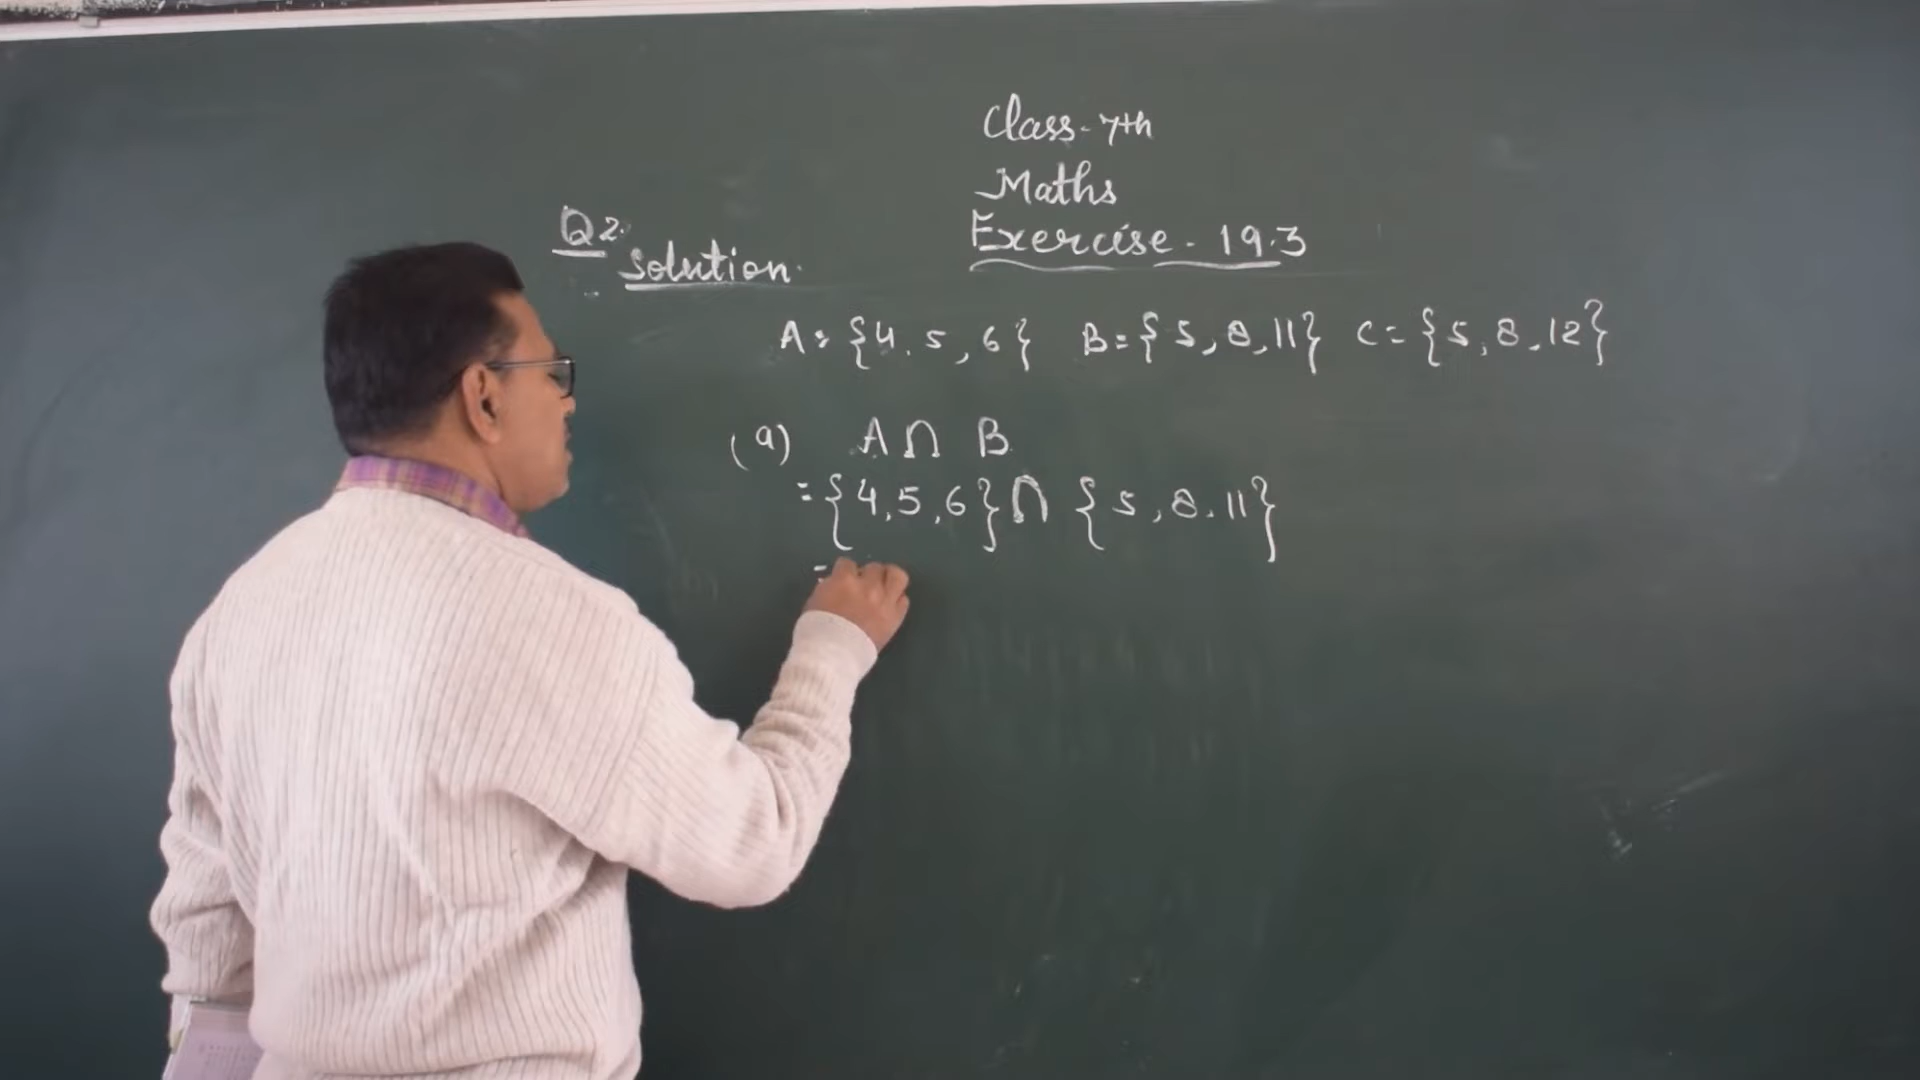 Class - 7th
Maths
Exercise - 19.3
Q2.
Solution.
A = {4, 5, 6} B = {5, 8, 11} C = {5, 8, 12}
(a) A ∩ B
= {4, 5, 6} ∩ {5, 8, 11}
=